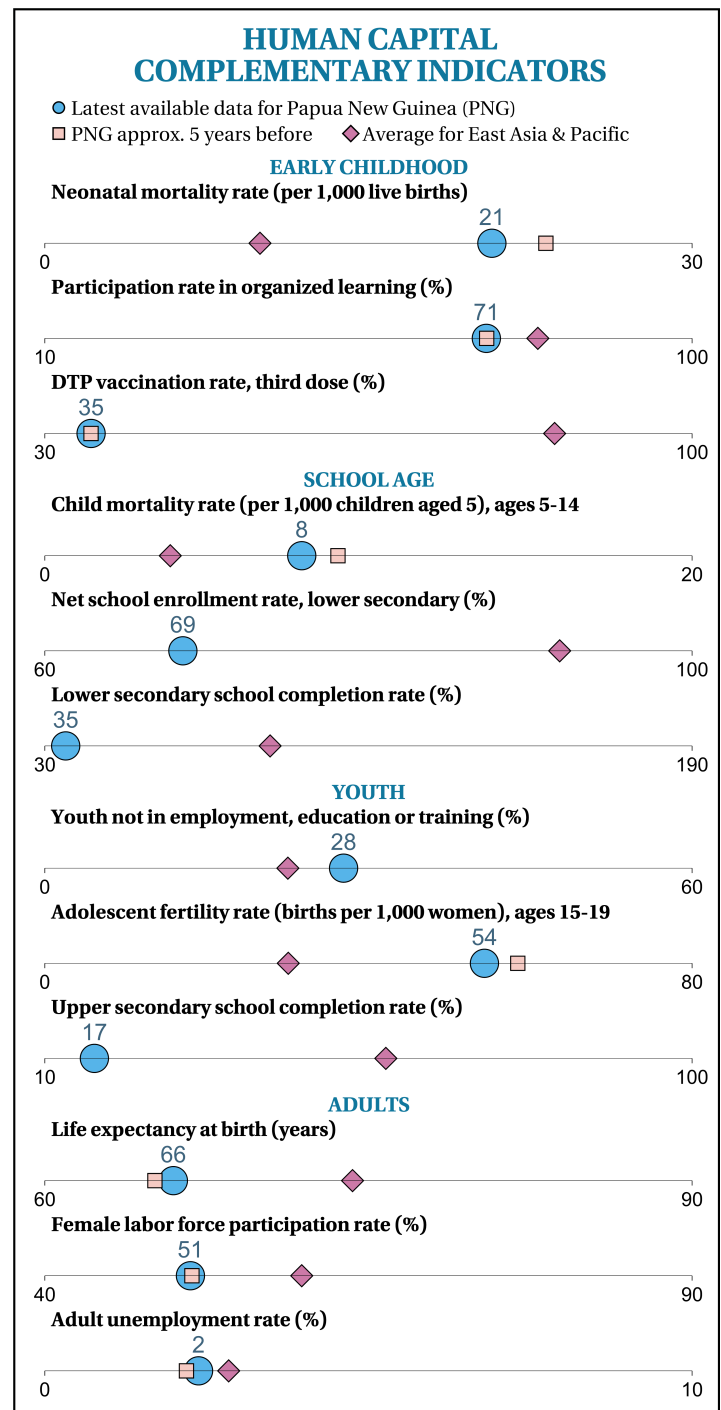 HUMAN CAPITAL
COMPLEMENTARY INDICATORS
Latest available data for Papua New Guinea (PNG)
PNG approx. 5 years before Average for East Asia & Pacific
EARLY CHILDHOOD
Neonatal mortality rate (per 1,000 live births)
21
0 30
Participation rate in organized learning (%)
71
10 100
DTP vaccination rate, third dose (%)
35
30 100
SCHOOL AGE
Child mortality rate (per 1,000 children aged 5), ages 5-14
8
0 20
Net school enrollment rate, lower secondary (%)
69
60 100
Lower secondary school completion rate (%)
35
30 190
YOUTH
Youth not in employment, education or training (%)
28
0 60
Adolescent fertility rate (births per 1,000 women), ages 15-19
54
0 80
Upper secondary school completion rate (%)
17
10 100
ADULTS
Life expectancy at birth (years)
66
60 90
Female labor force participation rate (%)
51
40 90
Adult unemployment rate (%)
2
0 10